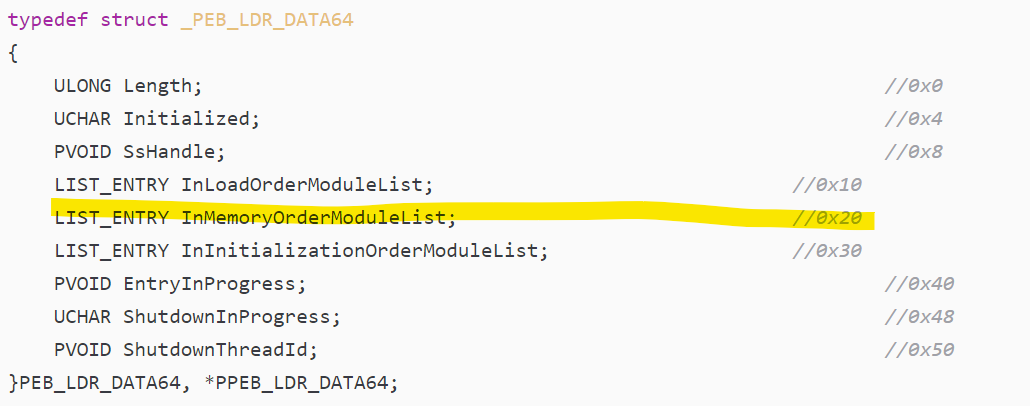 typedef struct _PEB_LDR_DATA64
{
    ULONG Length;                                                       //0x0
    UCHAR Initialized;                                                  //0x4
    PVOID SsHandle;                                                     //0x8
    LIST_ENTRY InLoadOrderModuleList;                               //0x10
    LIST_ENTRY InMemoryOrderModuleList;                             //0x20
    LIST_ENTRY InInitializationOrderModuleList;                     //0x30
    PVOID EntryInProgress;                                              //0x40
    UCHAR ShutdownInProgress;                                           //0x48
    PVOID ShutdownThreadId;                                             //0x50
}PEB_LDR_DATA64, *PPEB_LDR_DATA64;